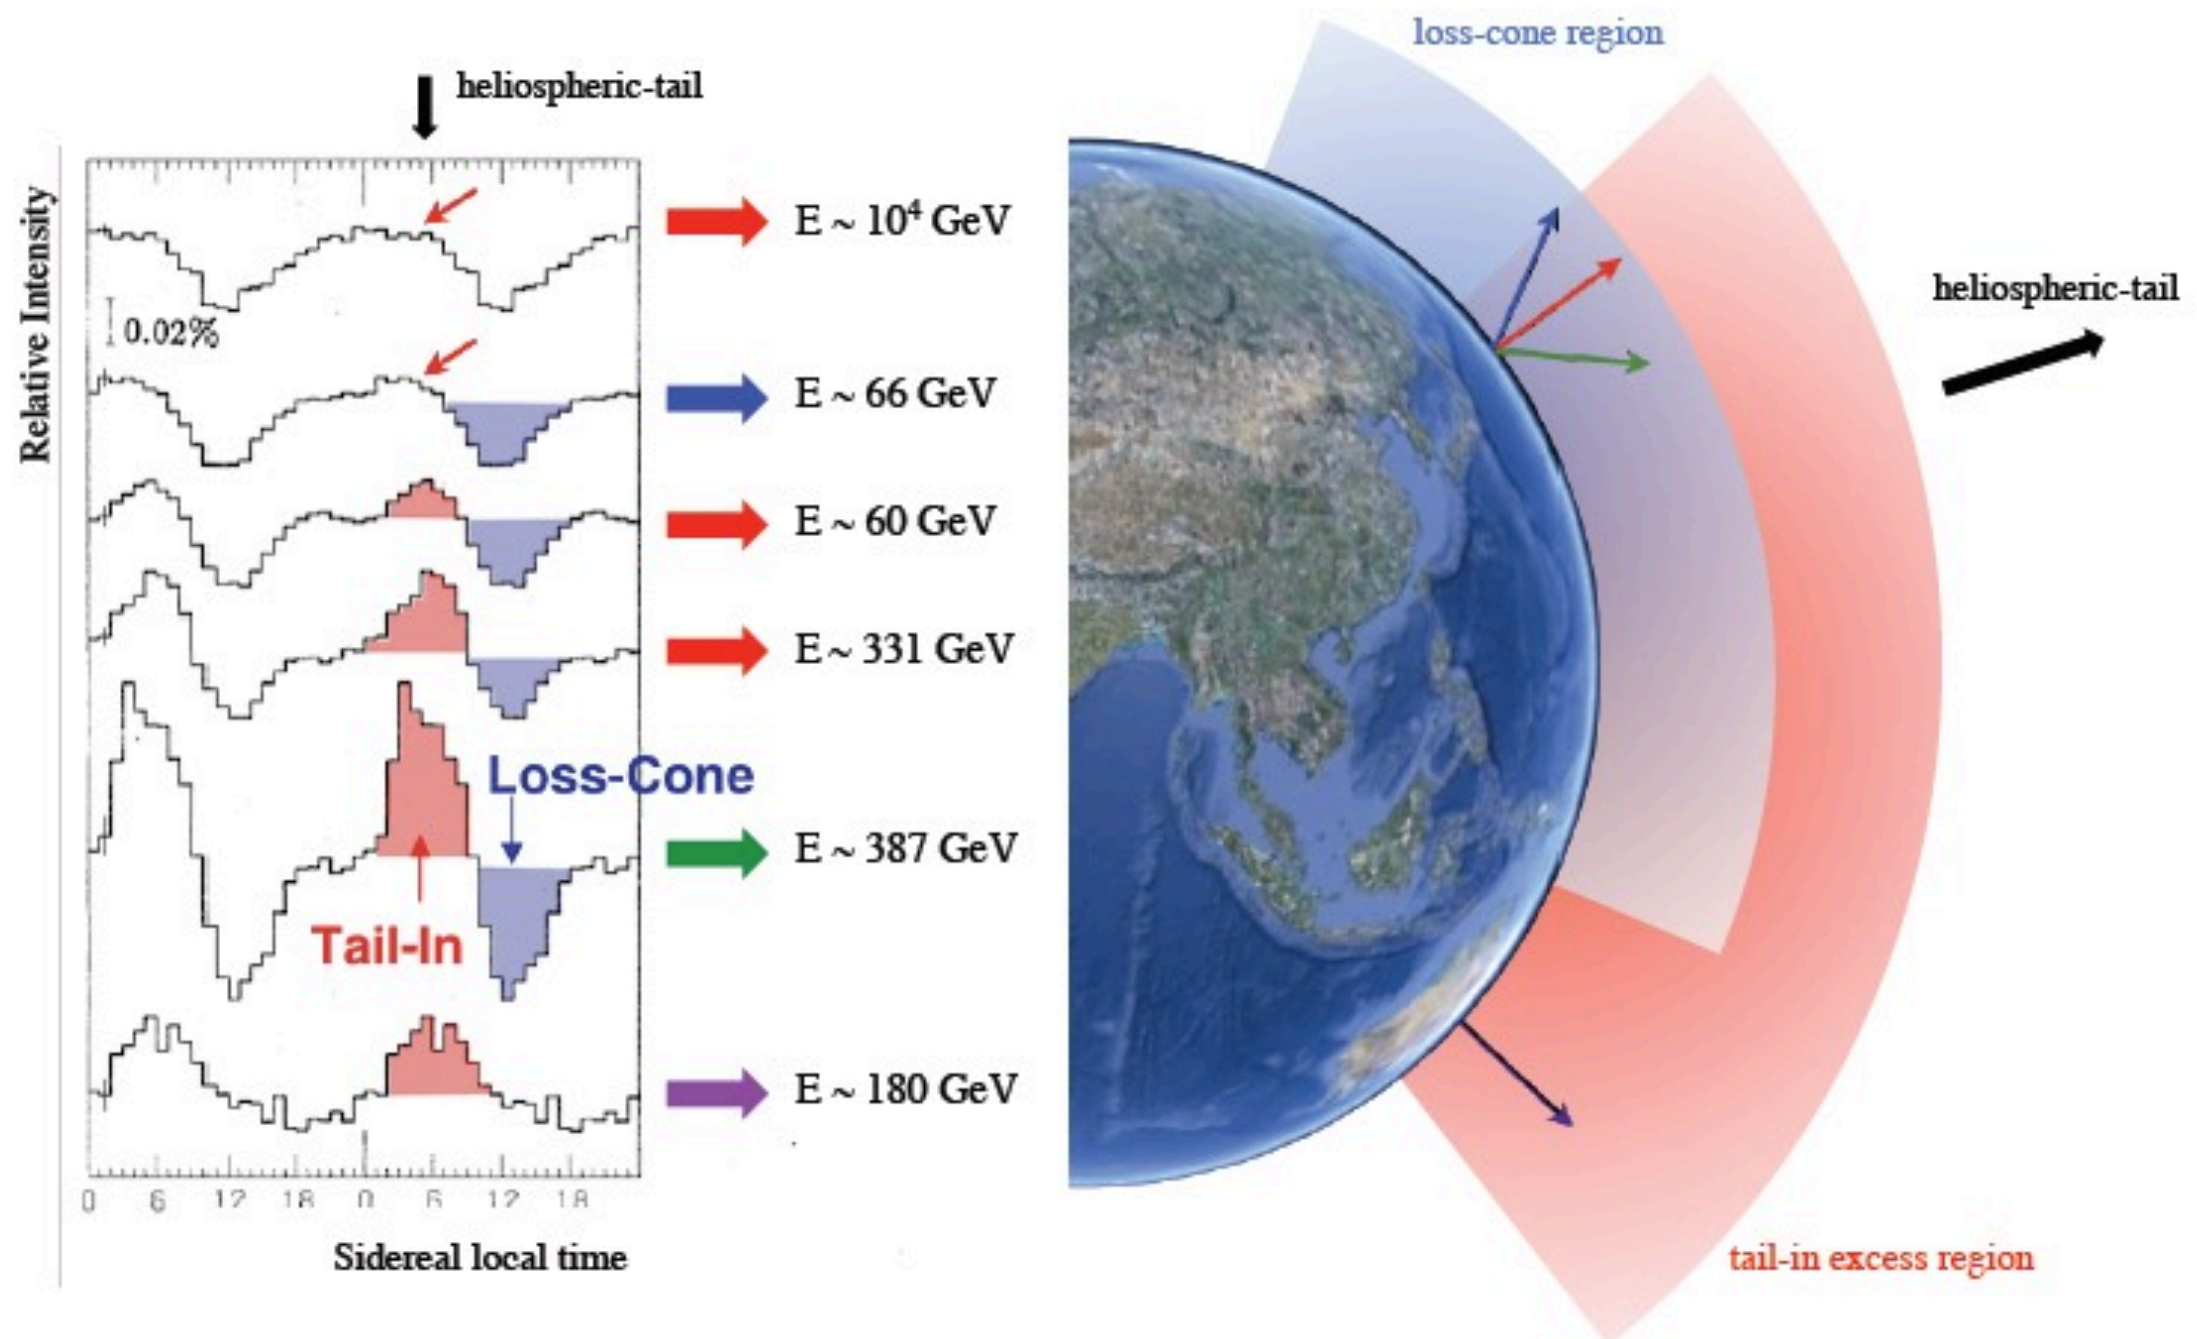 heliospheric-tail
Relative Intensity
0.02%
E ~ 10⁴ GeV
E ~ 66 GeV
E ~ 60 GeV
E ~ 331 GeV
Loss-Cone
E ~ 387 GeV
Tail-In
E ~ 180 GeV
0 6 12 18 0 6 12 18
Sidereal local time
loss-cone region
heliospheric-tail
tail-in excess region